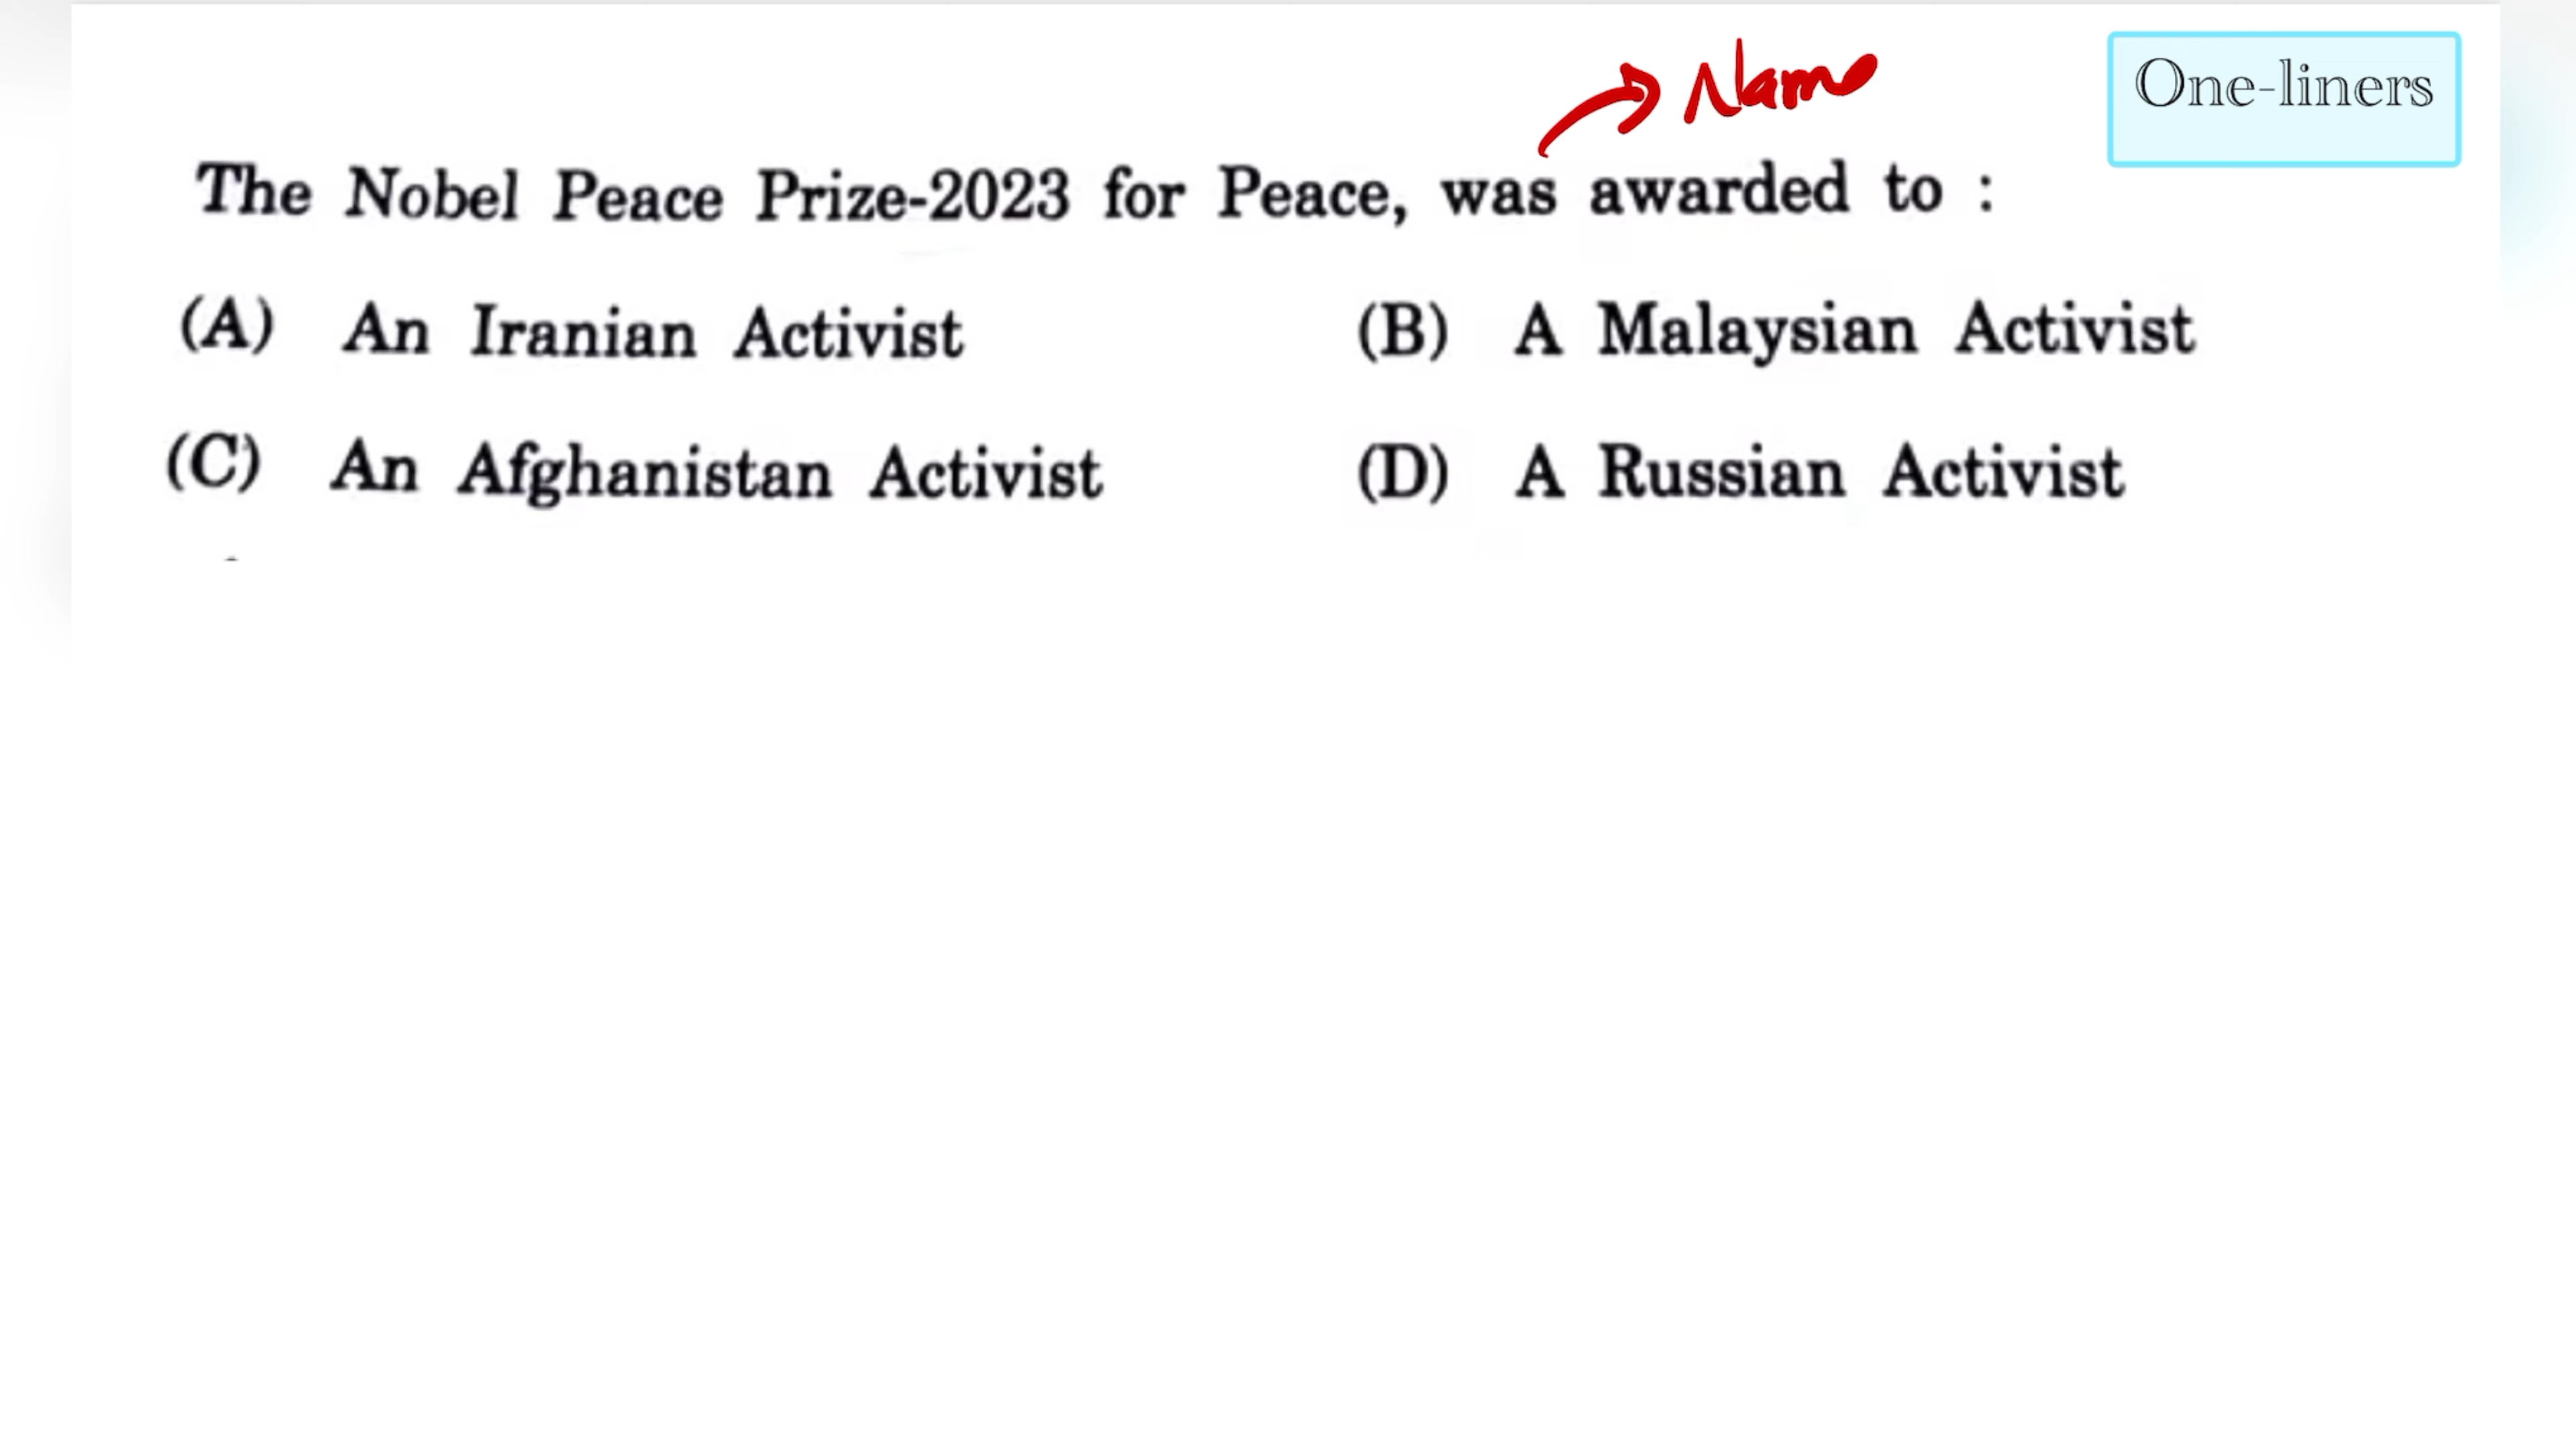 Name
One-liners
The Nobel Peace Prize-2023 for Peace, was awarded to :
(A) An Iranian Activist
(B) A Malaysian Activist
(C) An Afghanistan Activist
(D) A Russian Activist